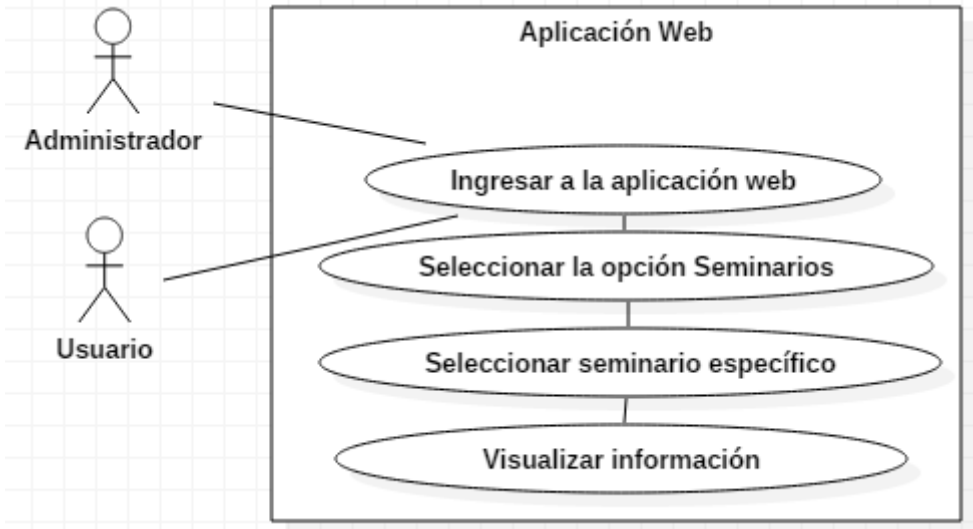 Aplicación Web
Administrador
Ingresar a la aplicación web
Seleccionar la opción Seminarios
Usuario
Seleccionar seminario específico
Visualizar información